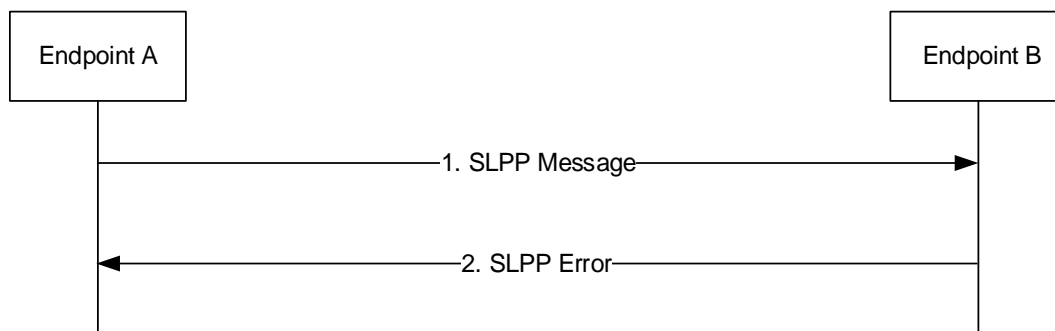 Endpoint A
Endpoint B
1. SLPP Message
2. SLPP Error